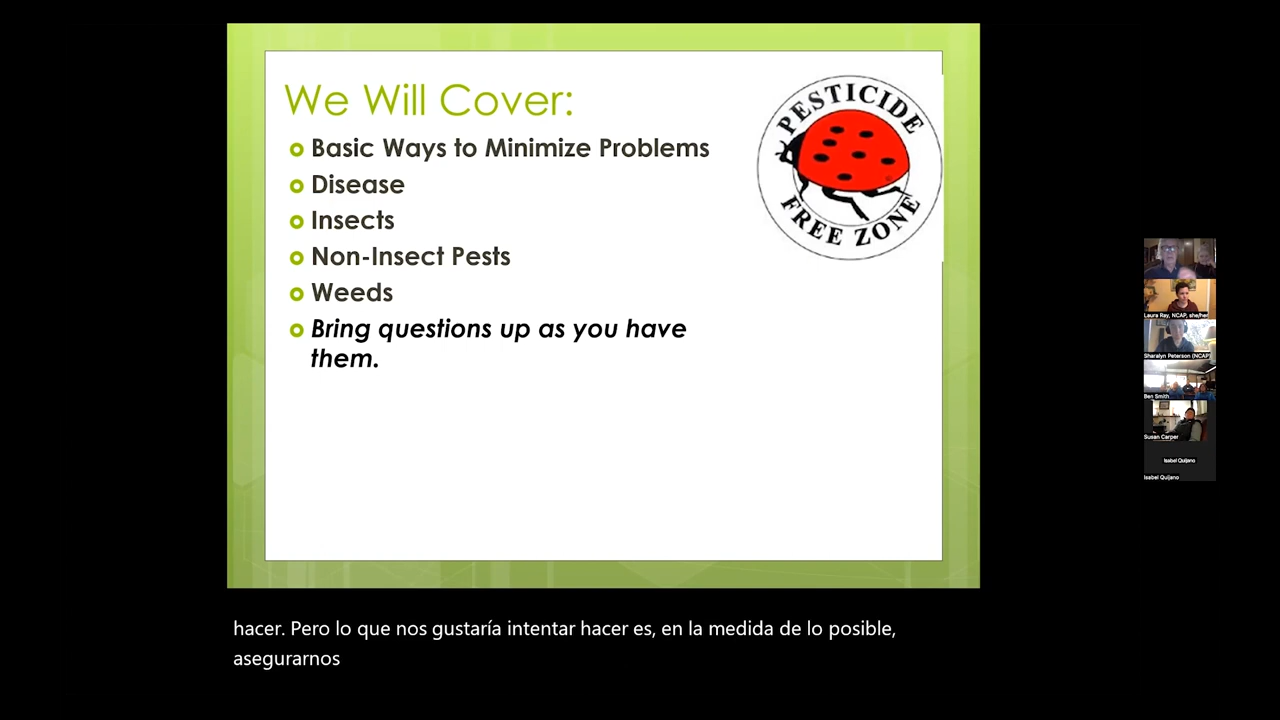 We Will Cover:
Basic Ways to Minimize Problems
Disease
Insects
Non-Insect Pests
Weeds
Bring questions up as you have
them.
PESTICIDE
FREE ZONE
Laura Ray, NCAP, she/her
Sharalyn Peterson (NCAP)
Ben Smith
Susan Carper
Isabel Quijano
Isabel Quijano
hacer. Pero lo que nos gustaría intentar hacer es, en la medida de lo posible,
asegurarnos